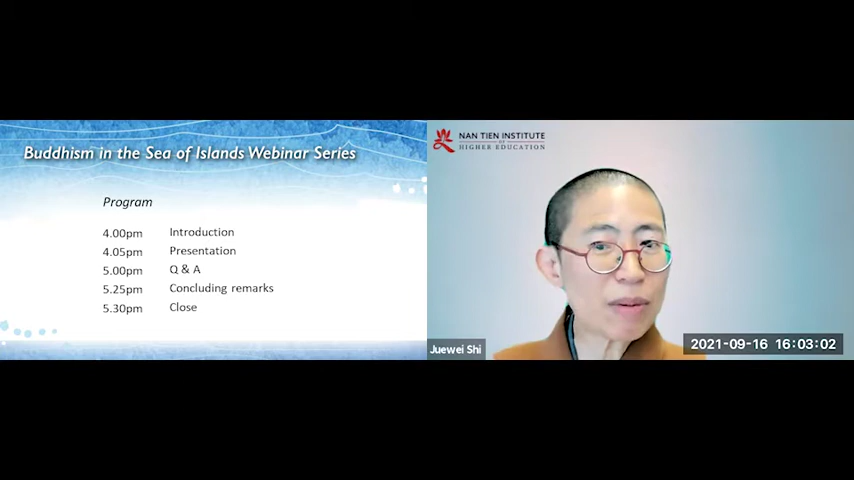 Buddhism in the Sea of Islands Webinar Series
Program
4.00pm Introduction
4.05pm Presentation
5.00pm Q & A
5.25pm Concluding remarks
5.30pm Close
NAN TIEN INSTITUTE
OF
HIGHER EDUCATION
Juewei Shi
2021-09-16 16:03:02